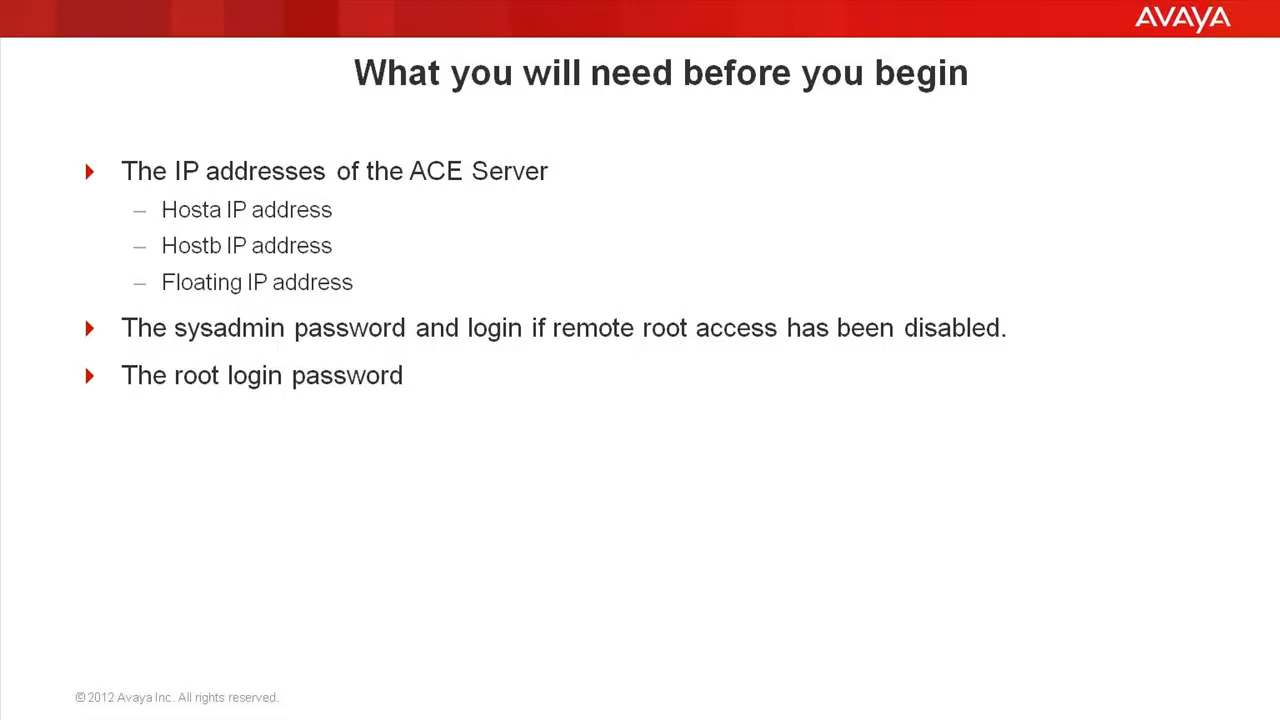 AVAYA
What you will need before you begin
The IP addresses of the ACE Server
– Hosta IP address
– Hostb IP address
– Floating IP address
The sysadmin password and login if remote root access has been disabled.
The root login password
© 2012 Avaya Inc. All rights reserved.